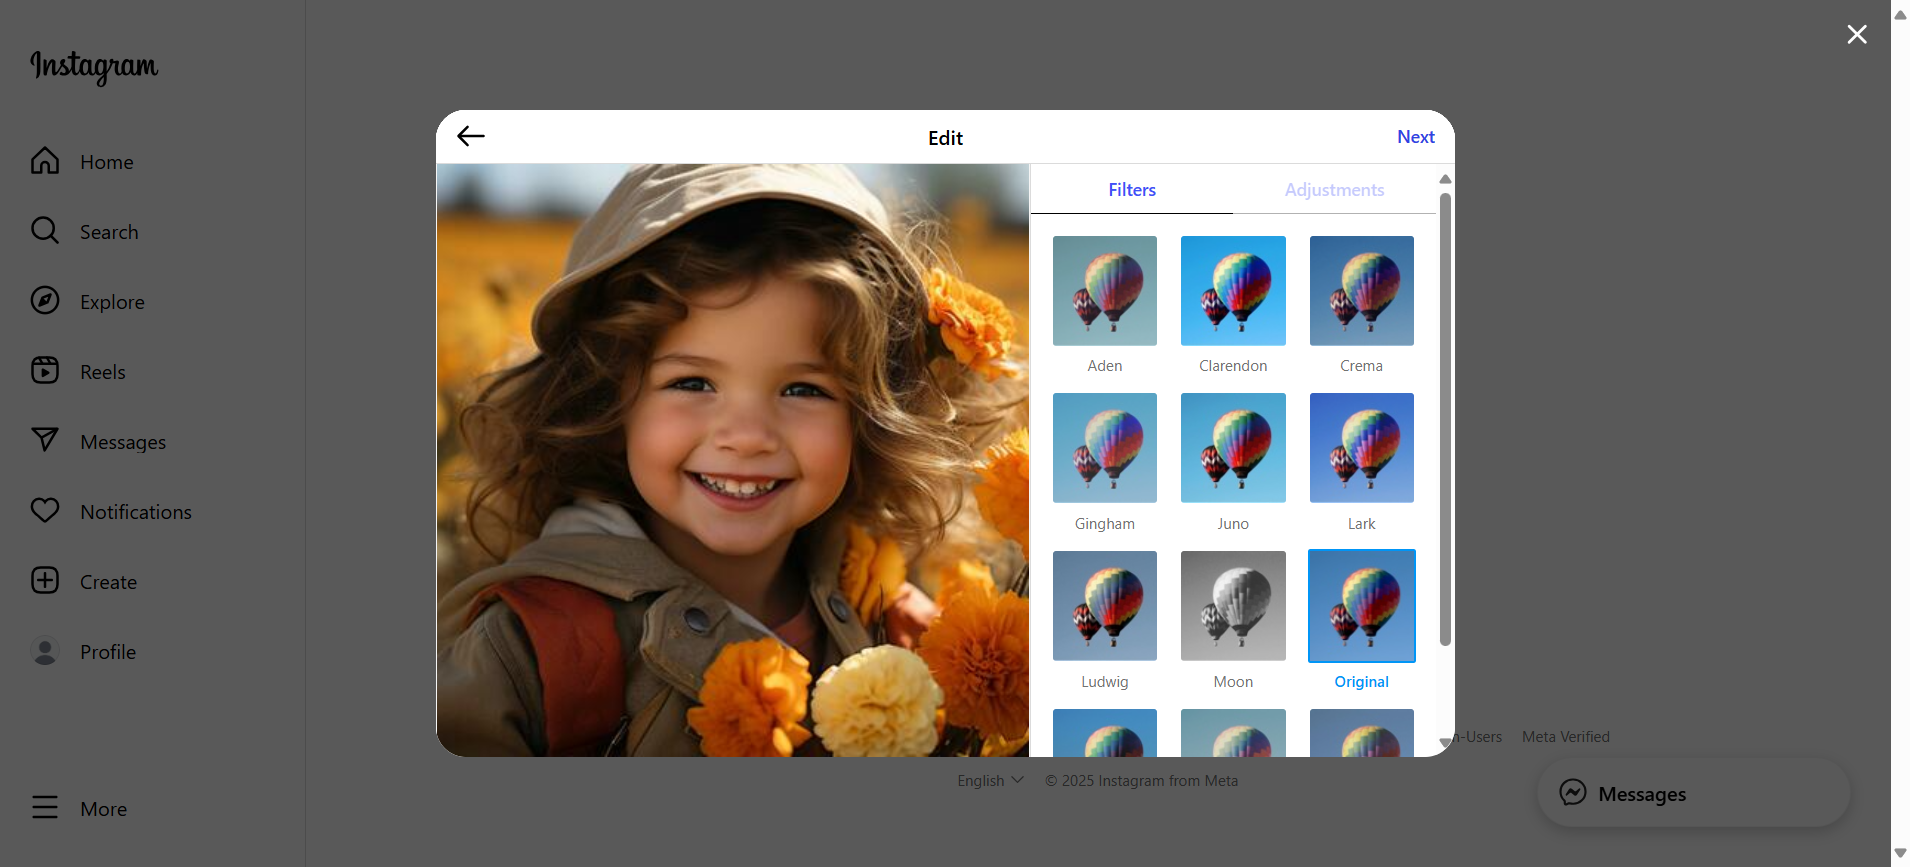 Instagram
Home
Search
Explore
Reels
Messages
Notifications
Create
Profile
More
Edit
Next
Filters
Adjustments
Aden
Clarendon
Crema
Gingham
Juno
Lark
Ludwig
Moon
Original
n-Users
Meta Verified
English
© 2025 Instagram from Meta
Messages